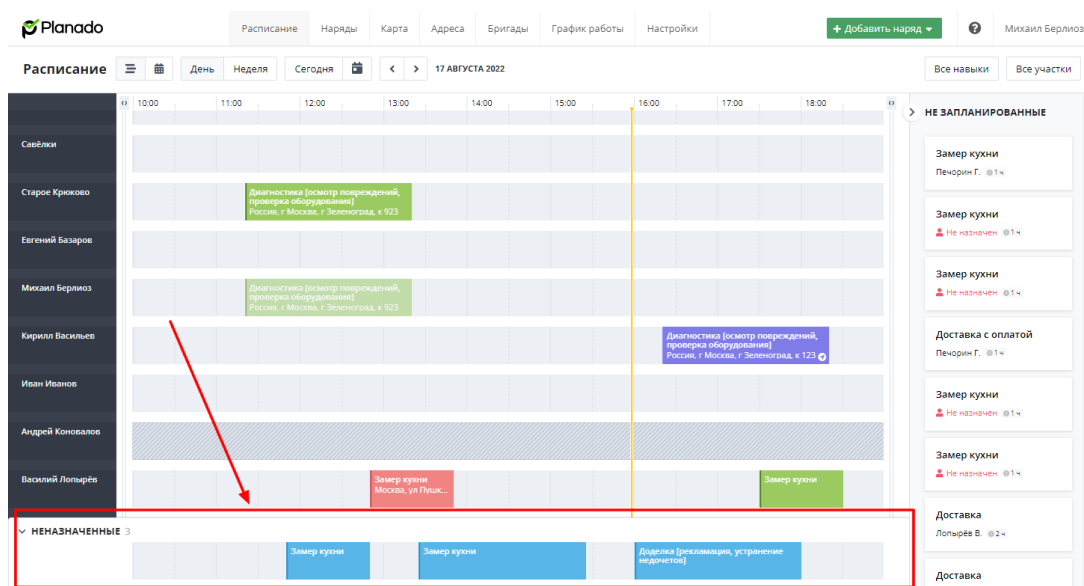 Planado
Расписание Наряды Карта Адреса Бригады График работы Настройки
+ Добавить наряд
Михаил Берлиоз
Расписание
День Неделя Сегодня
17 АВГУСТА 2022
Все навыки Все участки
10:00 11:00 12:00 13:00 14:00 15:00 16:00 17:00 18:00
Савёлки
Старое Крюково
Диагностика [осмотр повреждений,
проверка оборудования]
Россия, г Москва, г Зеленоград, к 923
Евгений Базаров
Михаил Берлиоз
Диагностика [осмотр повреждений,
проверка оборудования]
Россия, г Москва, г Зеленоград, к 923
Кирилл Васильев
Диагностика [осмотр повреждений,
проверка оборудования]
Россия, г Москва, г Зеленоград, к 123
Иван Иванов
Андрей Коновалов
Василий Лопырёв
Замер кухни
Москва, ул Пушк...
Замер кухни
НЕНАЗНАЧЕННЫЕ 3
Замер кухни
Замер кухни
Доделка [рекламация, устранение
недочетов]
НЕ ЗАПЛАНИРОВАННЫЕ
Замер кухни
Печорин Г. 1 ч
Замер кухни
Не назначен 1 ч
Замер кухни
Не назначен 1 ч
Доставка с оплатой
Печорин Г. 1 ч
Замер кухни
Не назначен 1 ч
Замер кухни
Не назначен 1 ч
Доставка
Лопырёв В. 2 ч
Доставка